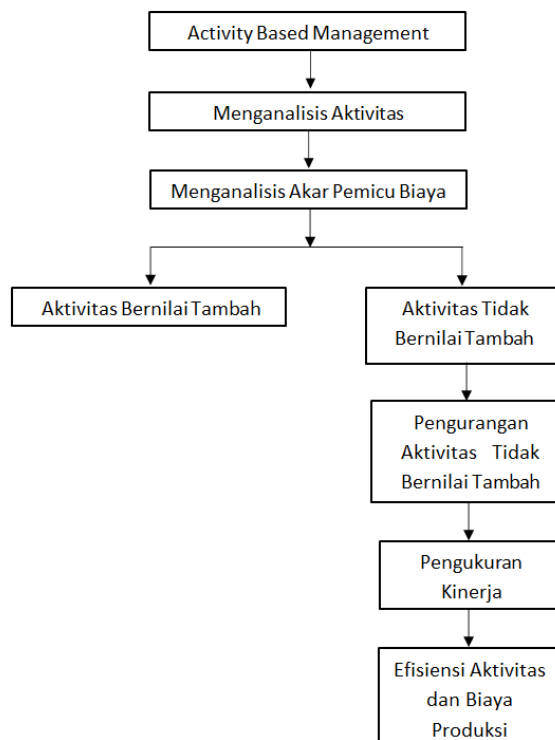 Activity Based Management
Menganalisis Aktivitas
Menganalisis Akar Pemicu Biaya
Aktivitas Bernilai Tambah
Aktivitas Tidak
Bernilai Tambah
Pengurangan
Aktivitas Tidak
Bernilai Tambah
Pengukuran
Kinerja
Efisiensi Aktivitas
dan Biaya
Produksi